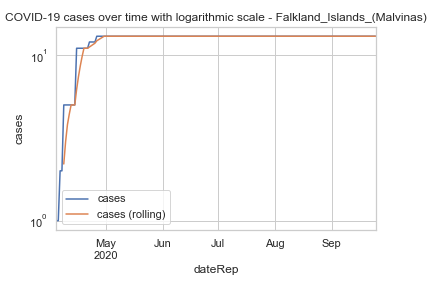 COVID-19 cases over time with logarithmic scale - Falkland_Islands_(Malvinas)
10¹
cases
10⁰
cases
cases (rolling)
May Jun Jul Aug Sep
2020
dateRep